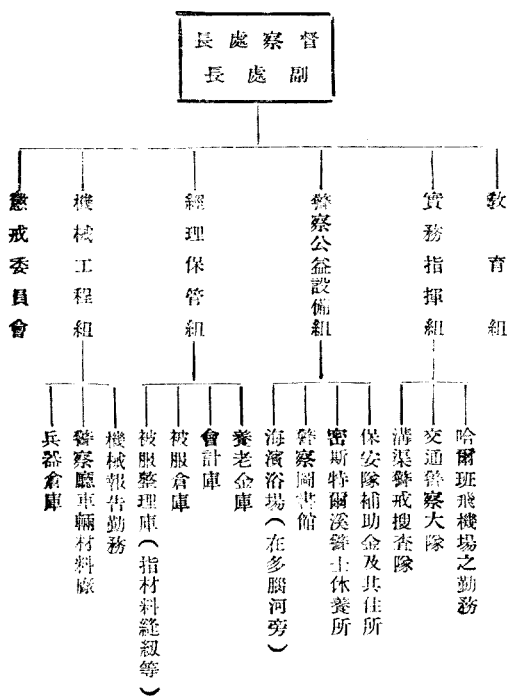 督察處長
副處長
教育組
實務指揮組
警察公益設備組
經理保管組
機械工程組
懲戒委員會
哈爾班飛機場之勤務
交通警察大隊
溝渠警戒搜查隊
保安隊補助金及其住所
密斯特爾溪警士休養所
警察圖書館
海濱浴場(在多腦河旁)
養老金庫
會計庫
被服倉庫
被服整理庫(指材料縫紉等)
機械報告勤務
警察廳車輛材料廠
兵器倉庫